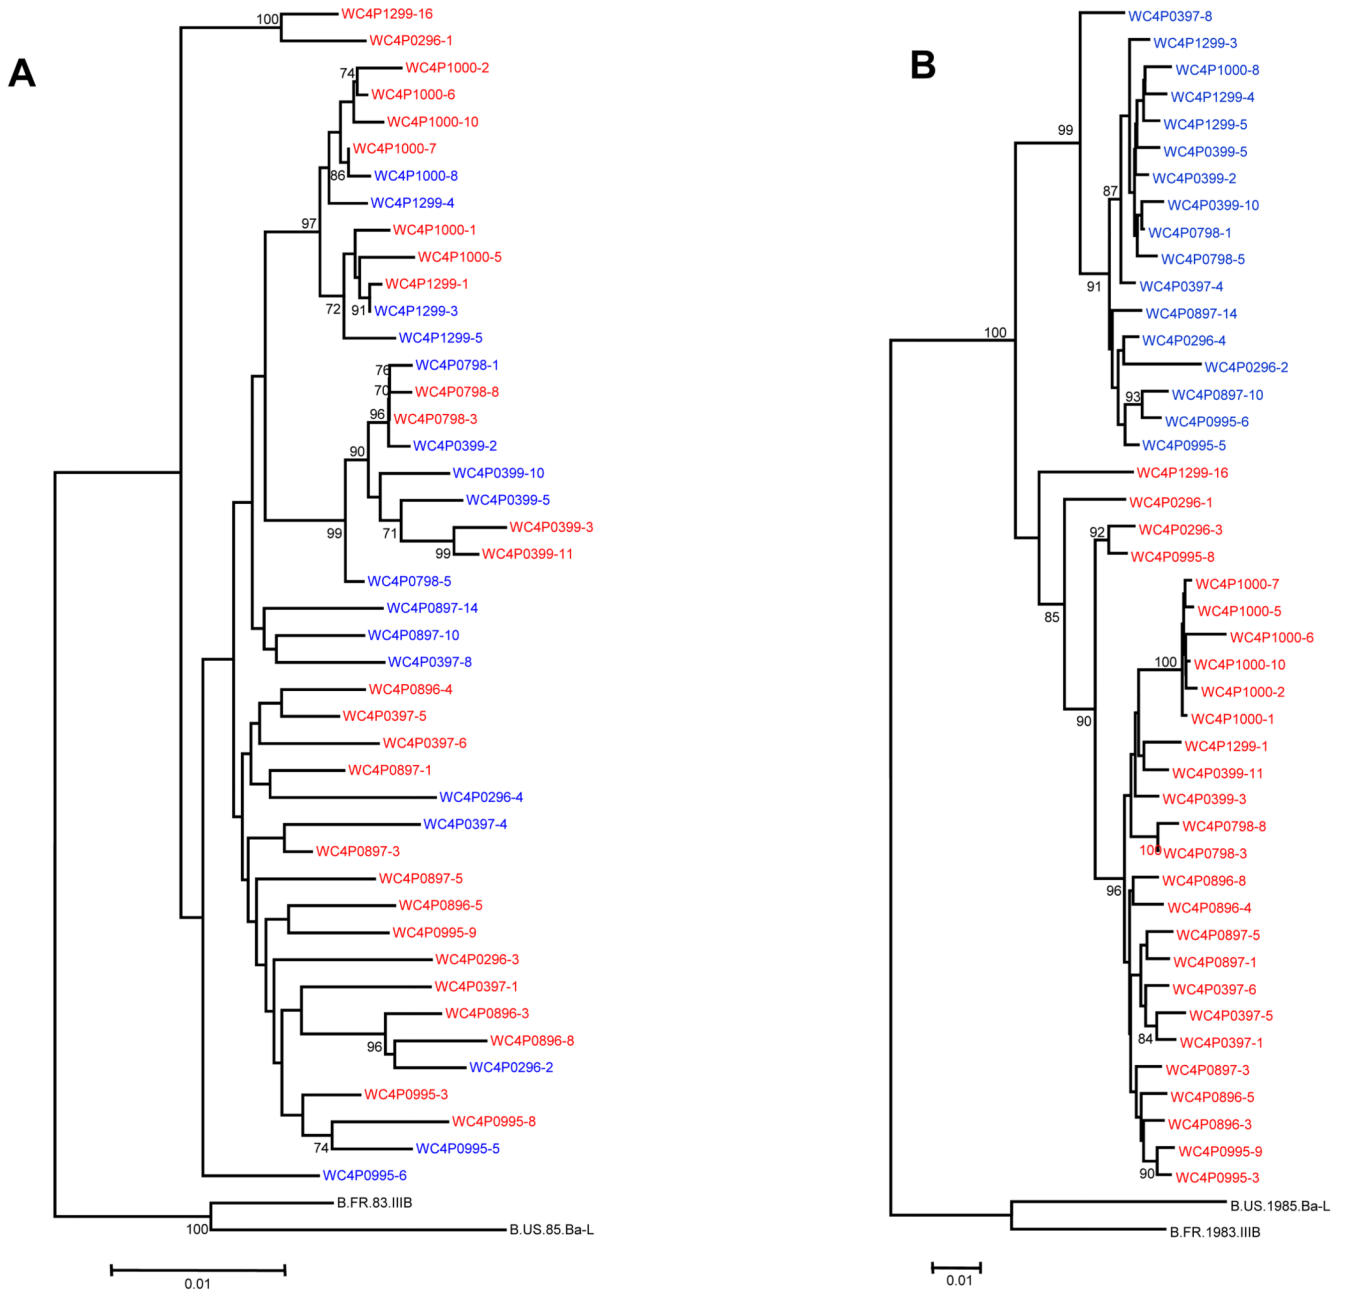 A
100
WC4P1299-16
WC4P0296-1
74
WC4P1000-2
WC4P1000-6
WC4P1000-10
WC4P1000-7
86
WC4P1000-8
WC4P1299-4
97
WC4P1000-1
WC4P1000-5
WC4P1299-1
72
91
WC4P1299-3
WC4P1299-5
WC4P0798-1
76
70
WC4P0798-8
96
WC4P0798-3
WC4P0399-2
90
WC4P0399-10
WC4P0399-5
WC4P0399-3
99
71
99
WC4P0399-11
WC4P0798-5
WC4P0897-14
WC4P0897-10
WC4P0397-8
WC4P0896-4
WC4P0397-5
WC4P0397-6
WC4P0897-1
WC4P0296-4
WC4P0397-4
WC4P0897-3
WC4P0897-5
WC4P0896-5
WC4P0995-9
WC4P0296-3
WC4P0397-1
WC4P0896-3
96
WC4P0896-8
WC4P0296-2
WC4P0995-3
WC4P0995-8
74
WC4P0995-5
WC4P0995-6
B.FR.83.IIIB
100
B.US.85.Ba-L
0.01
B
WC4P0397-8
WC4P1299-3
WC4P1000-8
WC4P1299-4
99
WC4P1299-5
WC4P0399-5
WC4P0399-2
87
WC4P0399-10
WC4P0798-1
WC4P0798-5
91
WC4P0397-4
WC4P0897-14
100
WC4P0296-4
WC4P0296-2
93
WC4P0897-10
WC4P0995-6
WC4P0995-5
WC4P1299-16
WC4P0296-1
92
WC4P0296-3
WC4P0995-8
WC4P1000-7
WC4P1000-5
85
WC4P1000-6
100
WC4P1000-10
WC4P1000-2
90
WC4P1000-1
WC4P1299-1
WC4P0399-11
WC4P0399-3
WC4P0798-8
100
WC4P0798-3
96
WC4P0896-8
WC4P0896-4
WC4P0897-5
WC4P0897-1
WC4P0397-6
WC4P0397-5
84
WC4P0397-1
WC4P0897-3
WC4P0896-5
WC4P0896-3
WC4P0995-9
90
WC4P0995-3
B.US.1985.Ba-L
B.FR.1983.IIIB
0.01